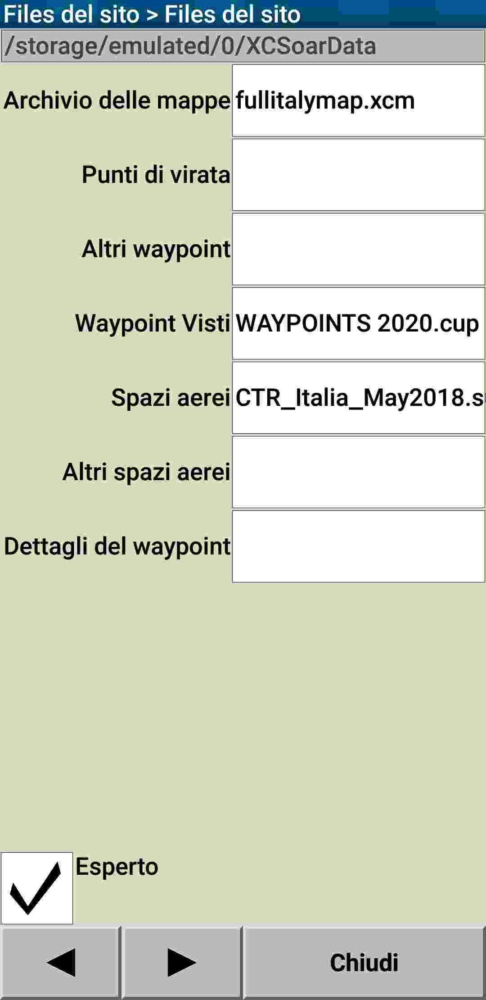 Files del sito > Files del sito
/storage/emulated/0/XCSoarData
Archivio delle mappe fullitalymap.xcm
Punti di virata
Altri waypoint
Waypoint Visti WAYPOINTS 2020.cup
Spazi aerei CTR_Italia_May2018.s
Altri spazi aerei
Dettagli del waypoint
Esperto
Chiudi